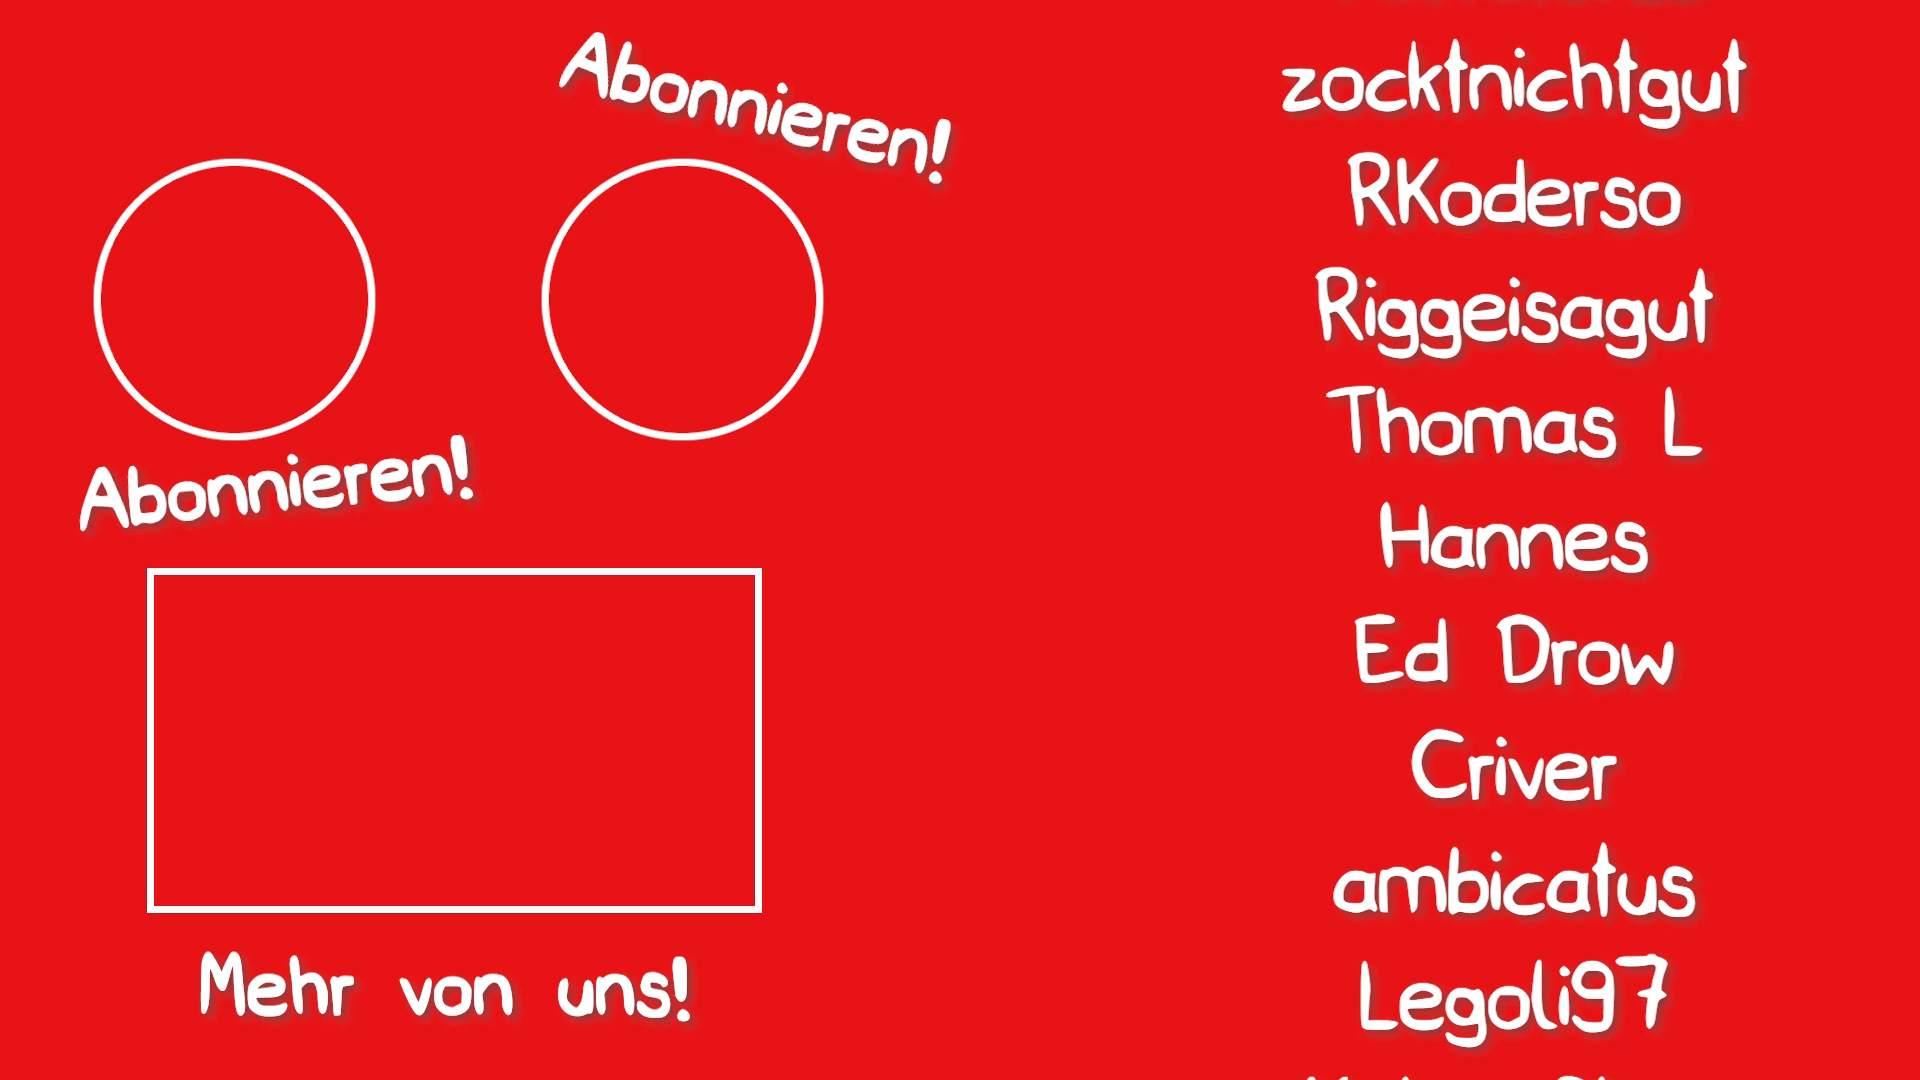 Abonnieren!
Abonnieren!
Mehr von uns!
zocktnichtgut
RKoderso
Riggeisagut
Thomas L
Hannes
Ed Drow
Criver
ambicatus
Legoli97